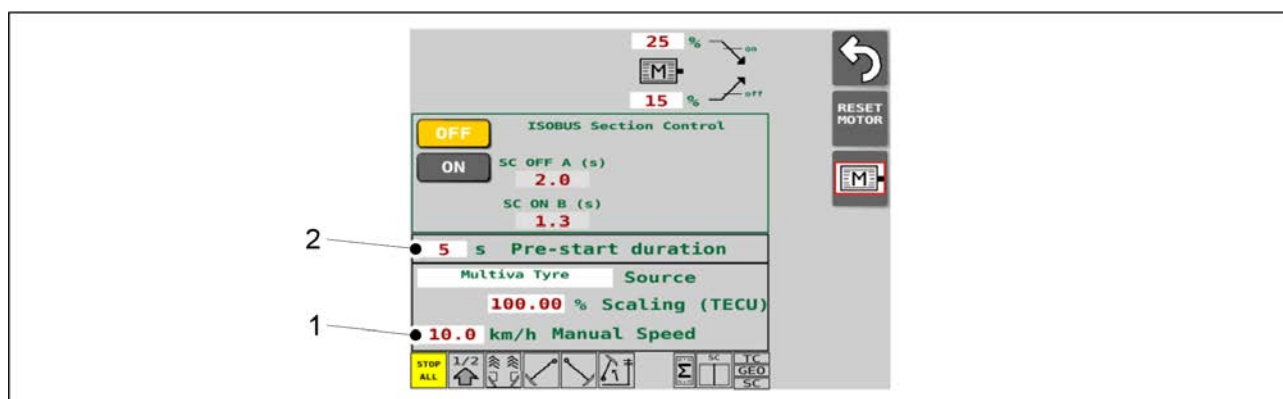 25 %
on
M
15 %
off
RESET
MOTOR
OFF
ISOBUS Section Control
ON
SC OFF A (s)
2.0
M
SC ON B (s)
1.3
2
5 s Pre-start duration
Multiva Tyre Source
100.00 % Scaling (TECU)
1
10.0 km/h Manual Speed
STOP
ALL
1/2
Σ
SC
TC
GEO
SC